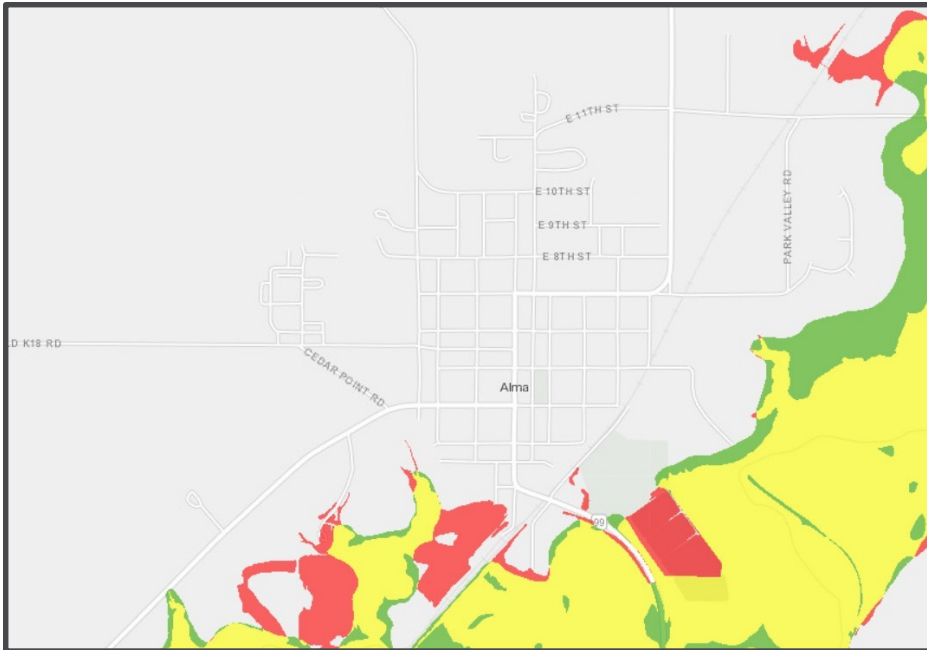 E 11TH ST
E 10TH ST
PARK VALLEY RD
E 9TH ST
E 8TH ST
D K18 RD
CEDAR POINT RD
Alma
99